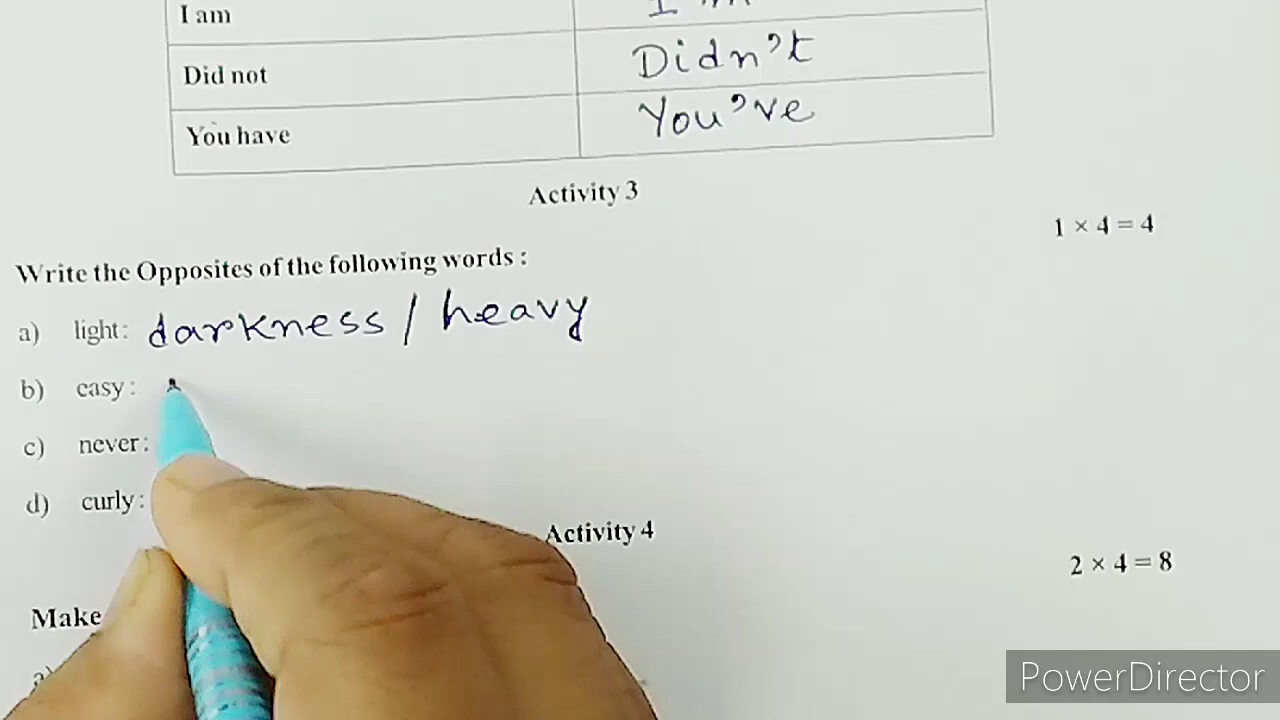 I am I'm
Did not Didn't
You have You've
Activity 3
1 × 4 = 4
Write the Opposites of the following words :
a) light: darkness / heavy
b) easy:
c) never:
d) curly:
Activity 4
2 × 4 = 8
Make
a)
PowerDirector